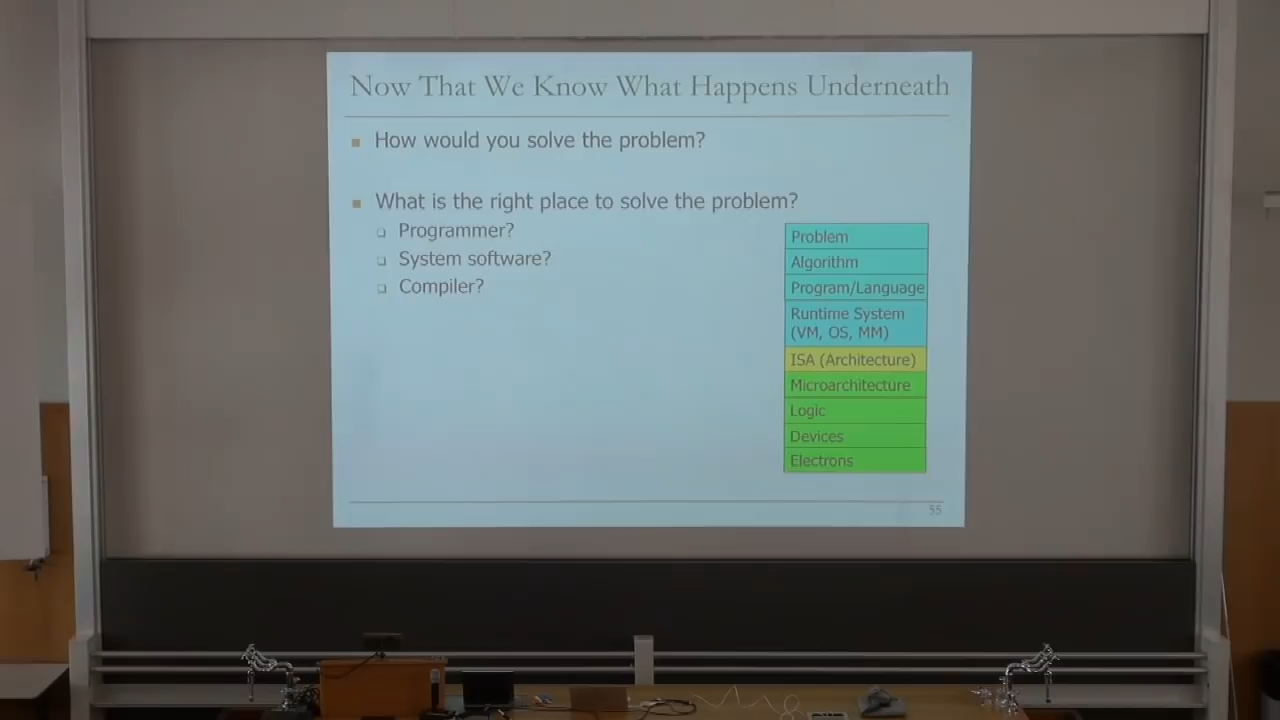 Now That We Know What Happens Underneath
How would you solve the problem?
What is the right place to solve the problem?
Programmer?
System software?
Compiler?
Problem
Algorithm
Program/Language
Runtime System
(VM, OS, MM)
ISA (Architecture)
Microarchitecture
Logic
Devices
Electrons
55